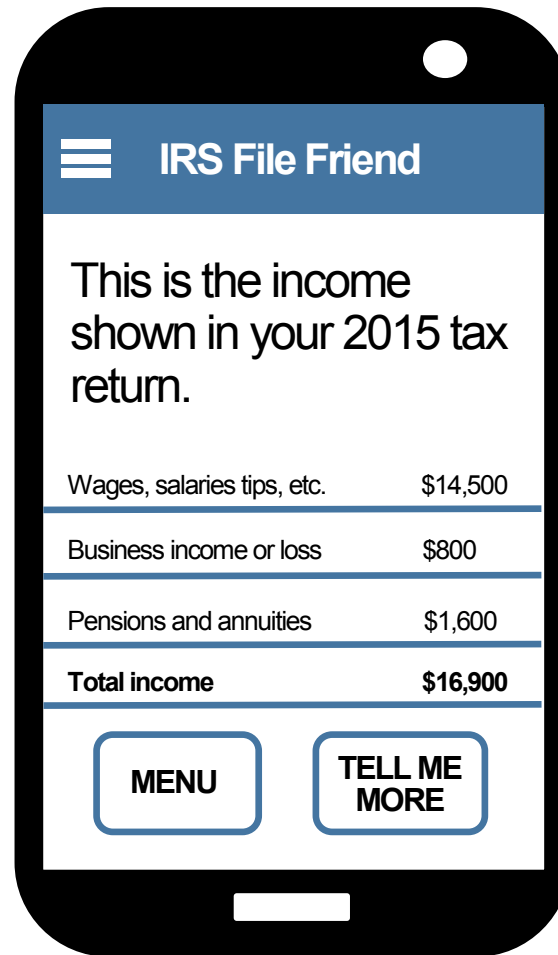 IRS File Friend
This is the income
shown in your 2015 tax
return.
Wages, salaries tips, etc. $14,500
Business income or loss $800
Pensions and annuities $1,600
Total income $16,900
MENU
TELL ME
MORE